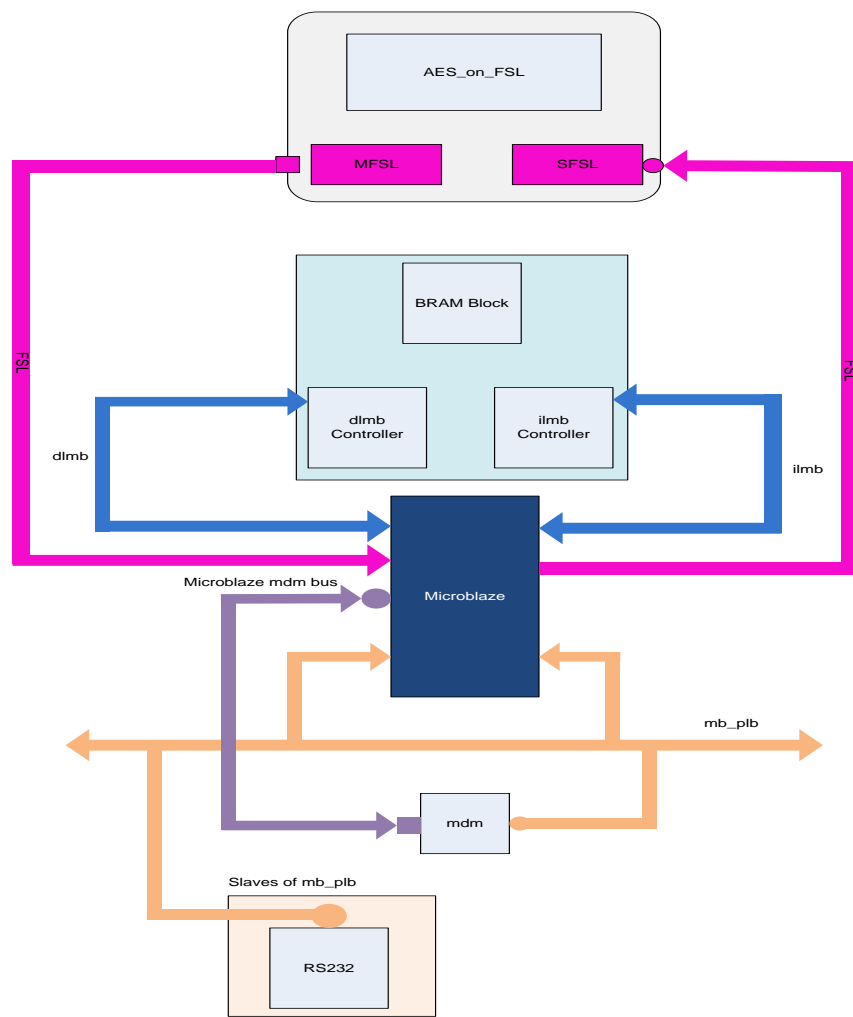 AES_on_FSL
MFSL
SFSL
BRAM Block
FSL
FSL
dlmb
Controller
ilmb
Controller
dlmb
ilmb
Microblaze mdm bus
Microblaze
mb_plb
mdm
Slaves of mb_plb
RS232